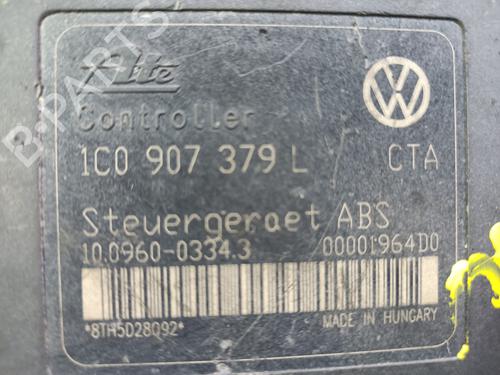 Ate
Controller
1C0 907 379 L CTA
Steuergeraet ABS
10.0960-0334.3 00001964D0
*8TH5D28092*
MADE IN HUNGARY
B-PARTS